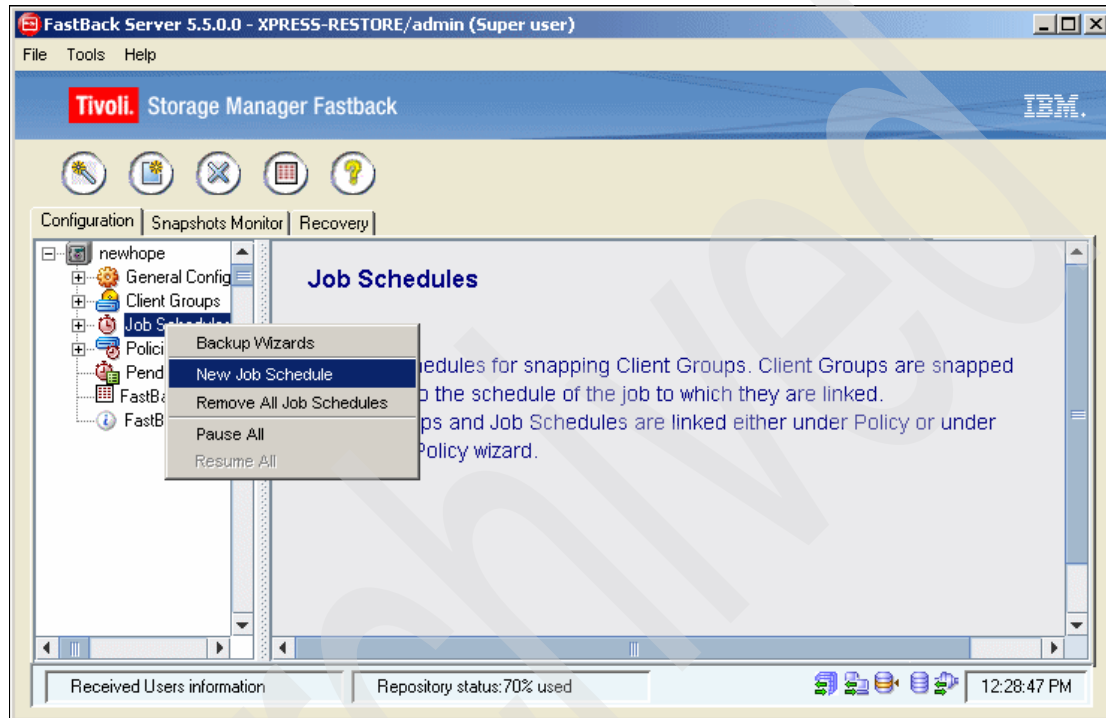 FastBack Server 5.5.0.0 - XPRESS-RESTORE/admin (Super user)
File Tools Help
Tivoli. Storage Manager Fastback
IBM.
Configuration Snapshots Monitor Recovery
newhope
General Config
Client Groups
Job Schedules
Polici
Pend
FastBa
FastB
Backup Wizards
New Job Schedule
Remove All Job Schedules
Pause All
Resume All
Job Schedules
edules for snapping Client Groups. Client Groups are snapped
o the schedule of the job to which they are linked.
ps and Job Schedules are linked either under Policy or under
Policy wizard.
Received Users information
Repository status:70% used
12:28:47 PM